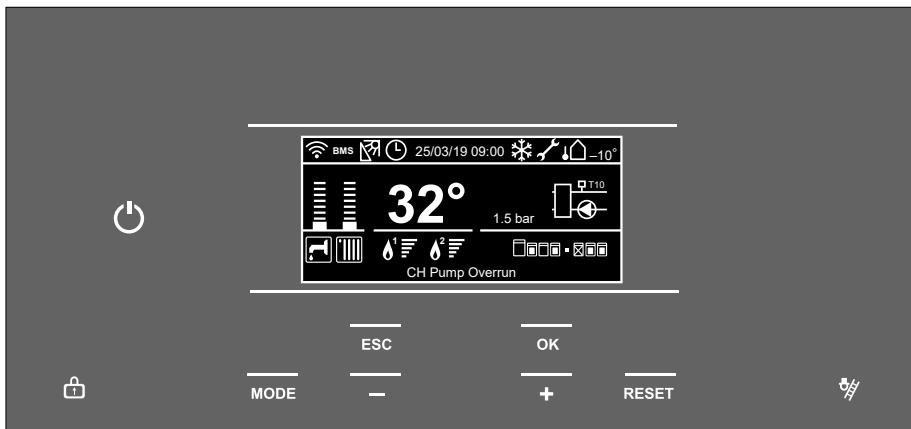 BMS 25/03/19 09:00 –10°
32° 1.5 bar T10
1 2
CH Pump Overrun
ESC OK
MODE – + RESET